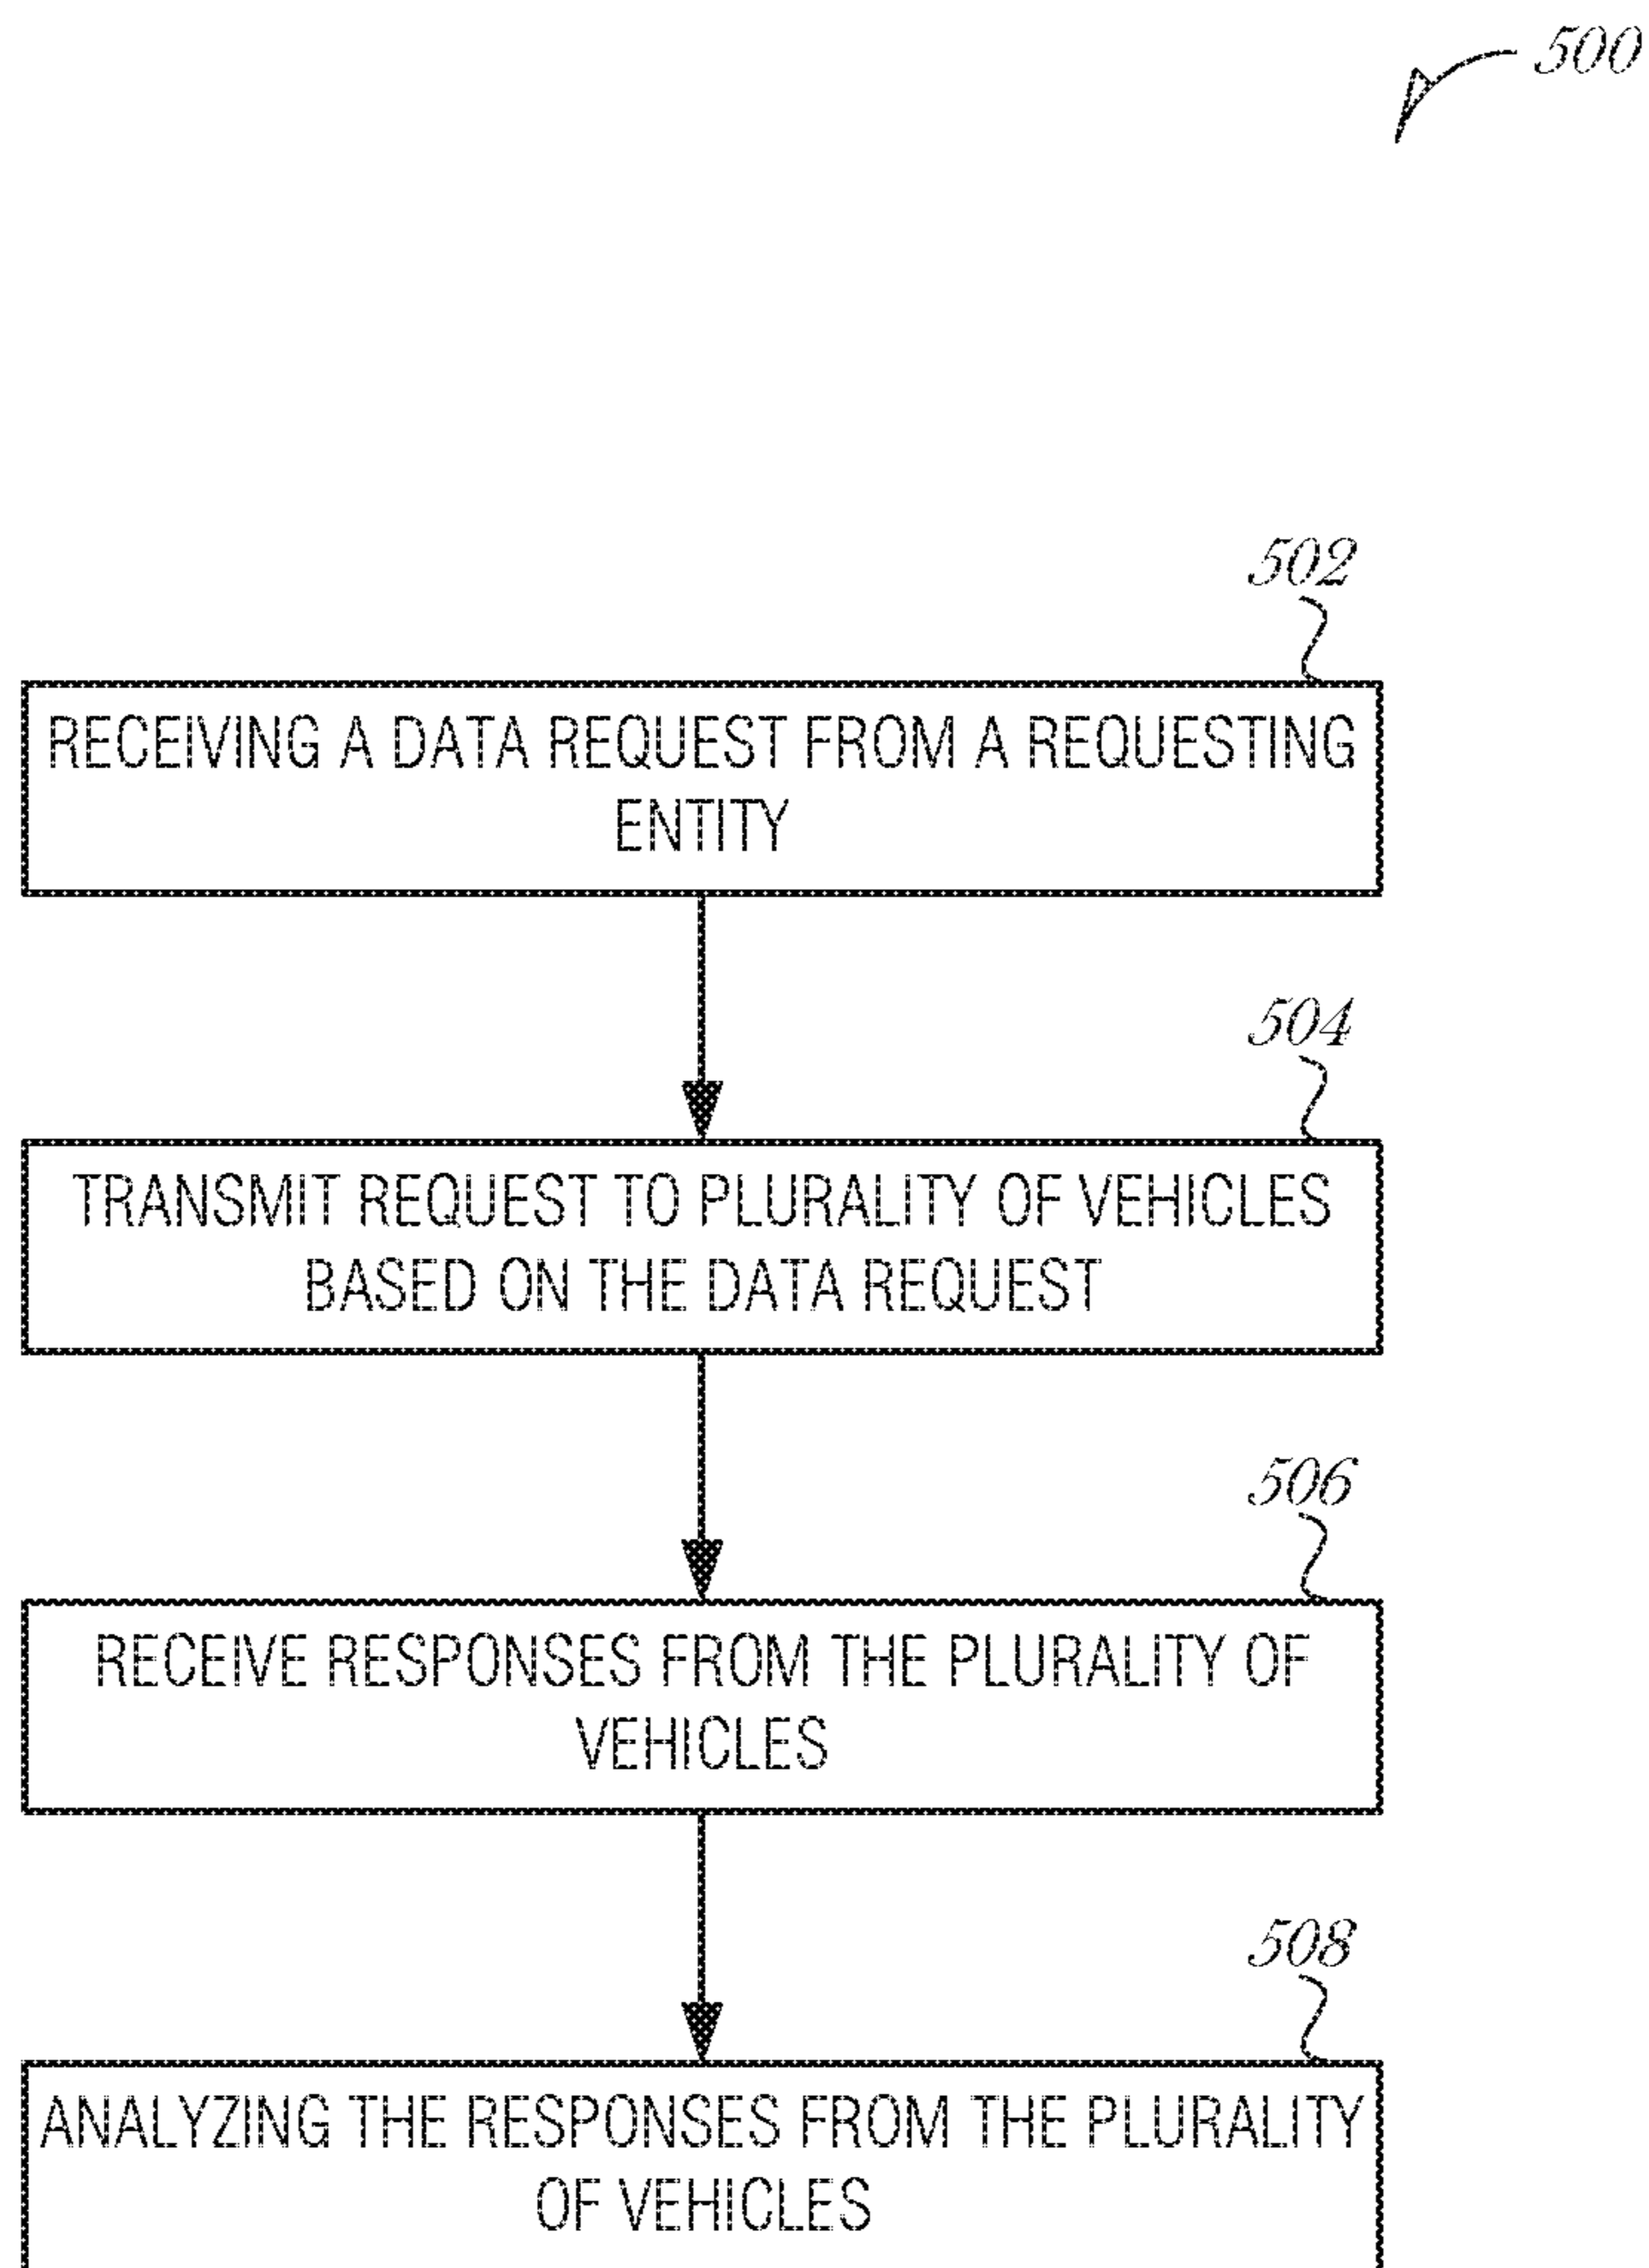 500
502
RECEIVING A DATA REQUEST FROM A REQUESTING
ENTITY
504
TRANSMIT REQUEST TO PLURALITY OF VEHICLES
BASED ON THE DATA REQUEST
506
RECEIVE RESPONSES FROM THE PLURALITY OF
VEHICLES
508
ANALYZING THE RESPONSES FROM THE PLURALITY
OF VEHICLES